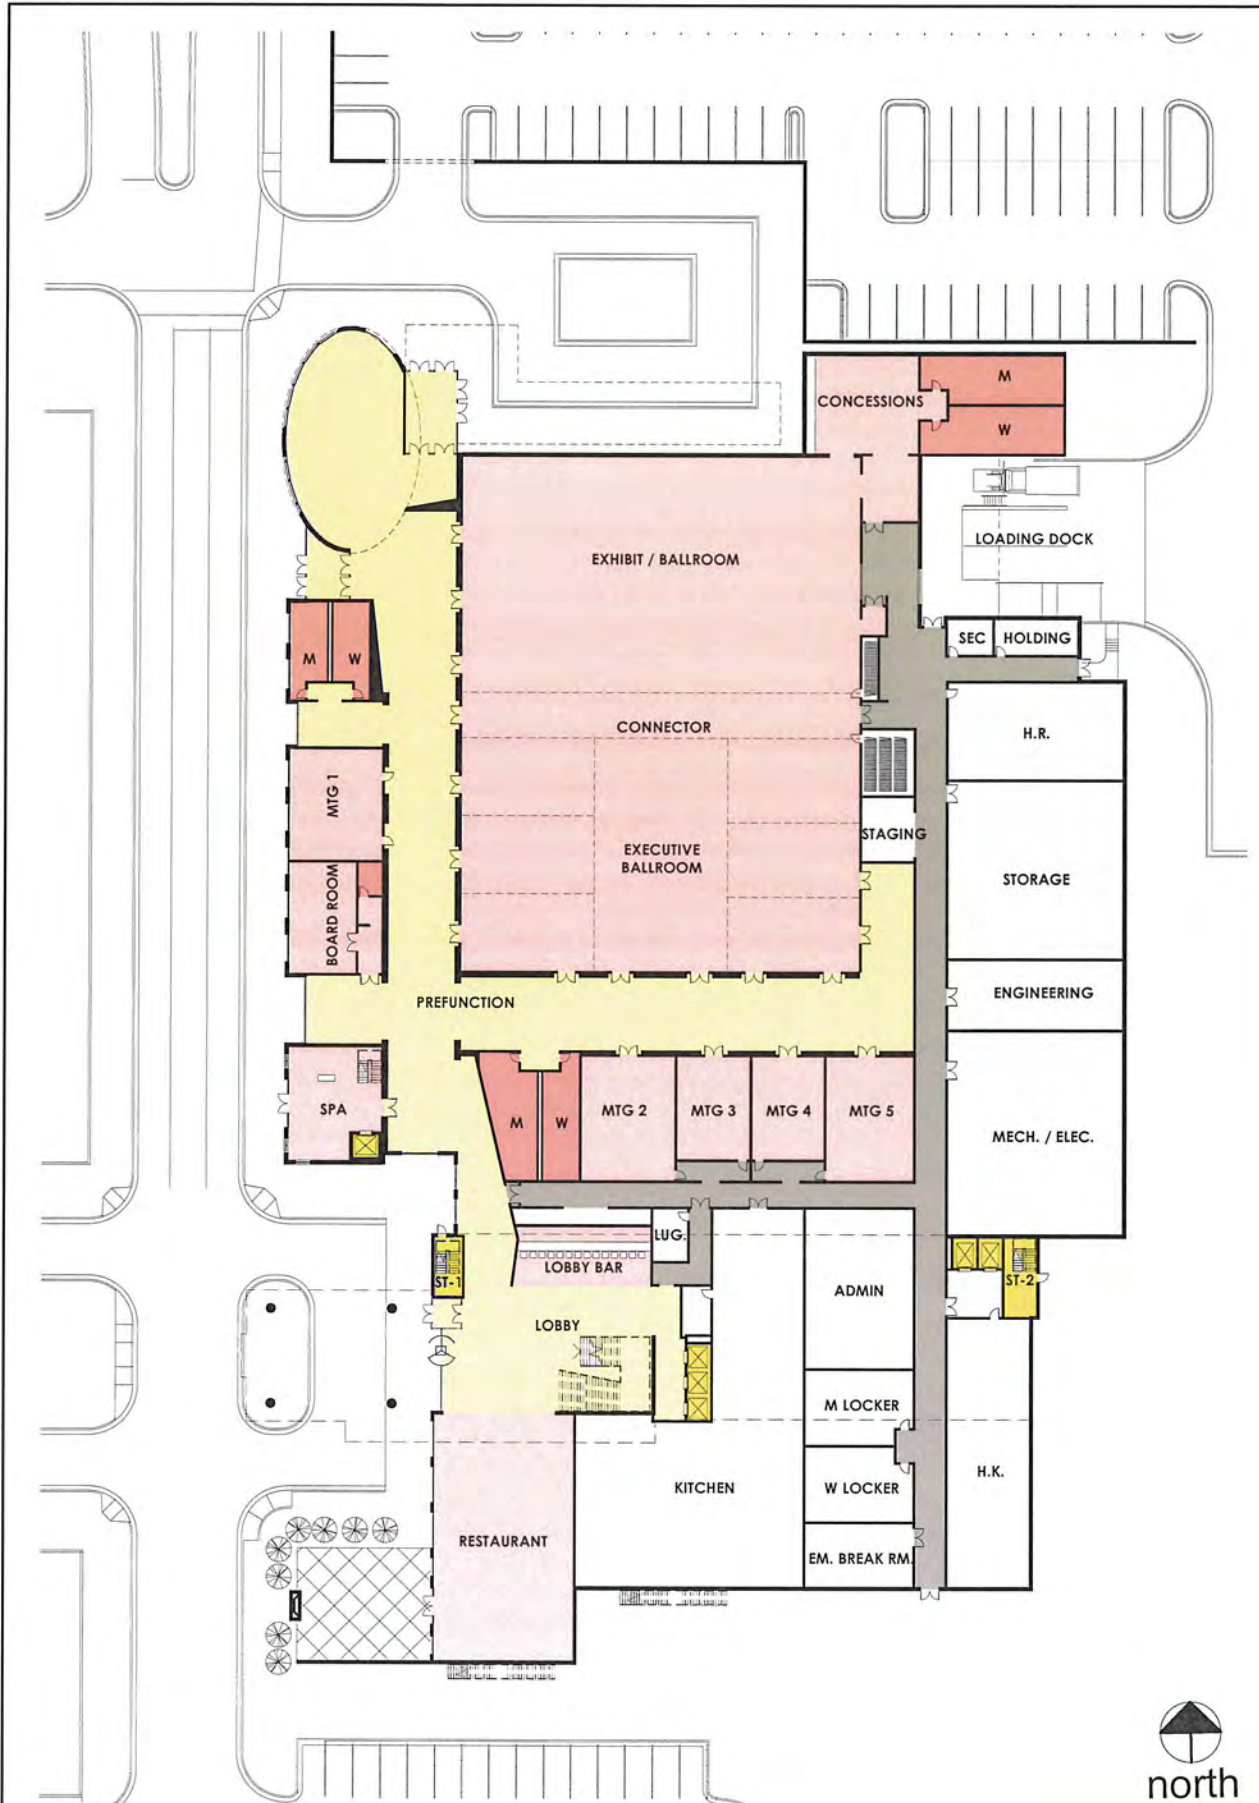 M
CONCESSIONS
W
LOADING DOCK
EXHIBIT / BALLROOM
SEC
HOLDING
M
W
CONNECTOR
H.R.
MTG 1
STAGING
EXECUTIVE
BALLROOM
STORAGE
BOARD ROOM
ENGINEERING
PREFUNCTION
SPA
M
W
MTG 2
MTG 3
MTG 4
MTG 5
MECH. / ELEC.
LUG.
LOBBY BAR
ST-1
ST-2
ADMIN
LOBBY
M LOCKER
H.K.
KITCHEN
W LOCKER
RESTAURANT
EM. BREAK RM.
north